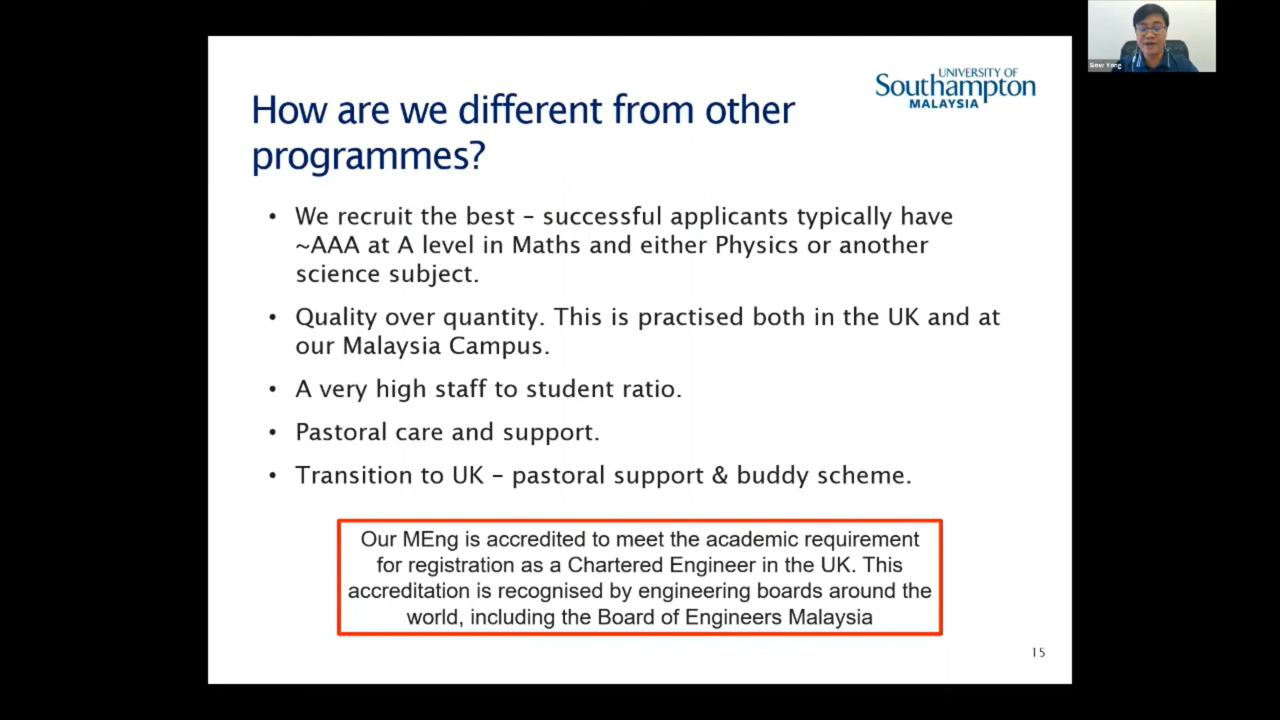 Siew Yang
UNIVERSITY OF
Southampton
MALAYSIA
How are we different from other
programmes?
• We recruit the best – successful applicants typically have
~AAA at A level in Maths and either Physics or another
science subject.
• Quality over quantity. This is practised both in the UK and at
our Malaysia Campus.
• A very high staff to student ratio.
• Pastoral care and support.
• Transition to UK – pastoral support & buddy scheme.
Our MEng is accredited to meet the academic requirement
for registration as a Chartered Engineer in the UK. This
accreditation is recognised by engineering boards around the
world, including the Board of Engineers Malaysia
15